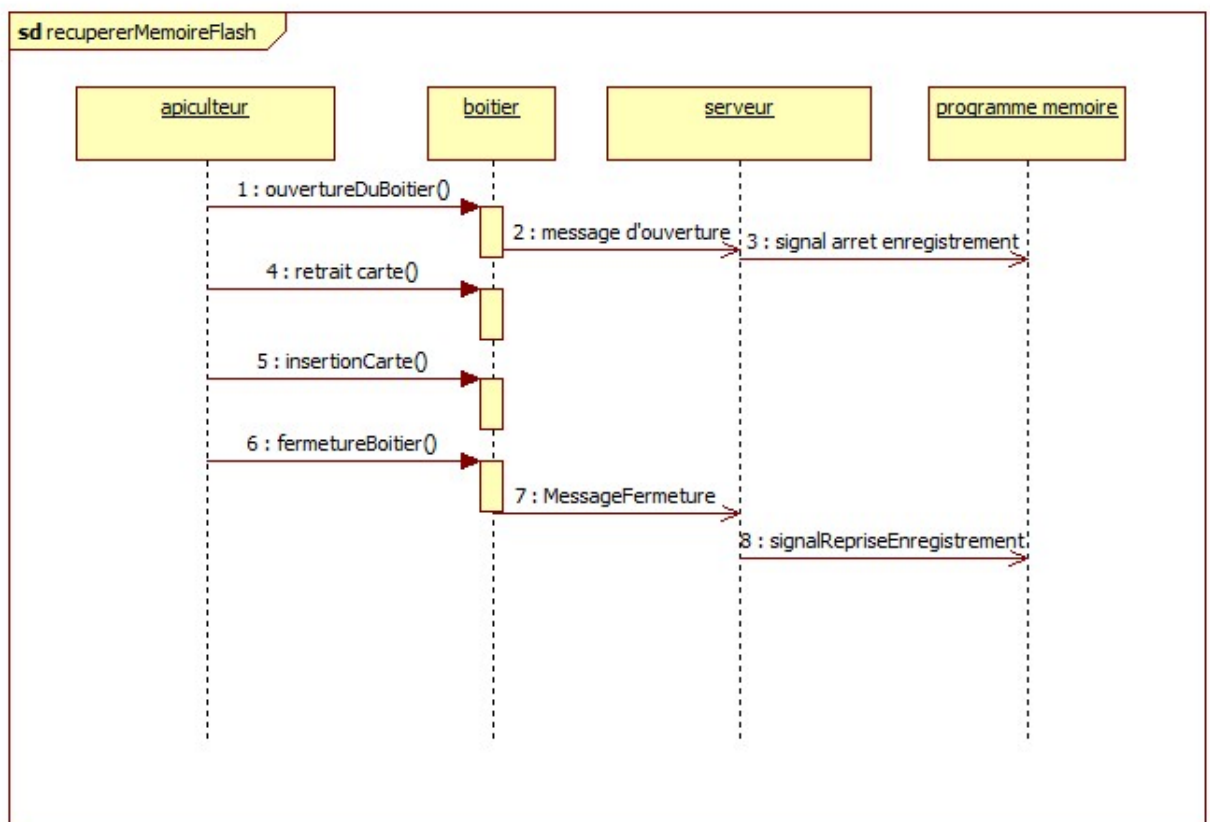 sd recupererMemoireFlash
apiculteur
boitier
serveur
programme memoire
1 : ouvertureDuBoitier()
2 : message d'ouverture
3 : signal arret enregistrement
4 : retrait carte()
5 : insertionCarte()
6 : fermetureBoitier()
7 : MessageFermeture
8 : signalRepriseEnregistrement